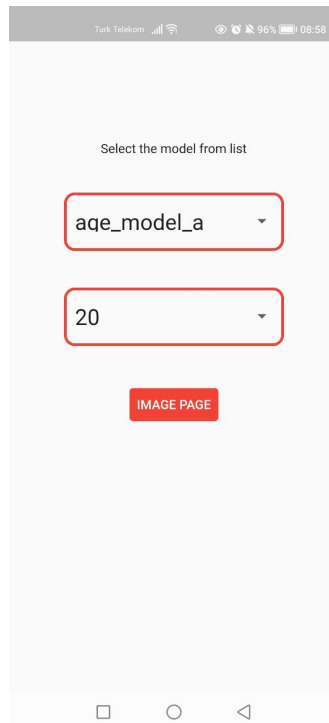 Turk Telekom 96% 08:58
Select the model from list
age_model_a
20
IMAGE PAGE